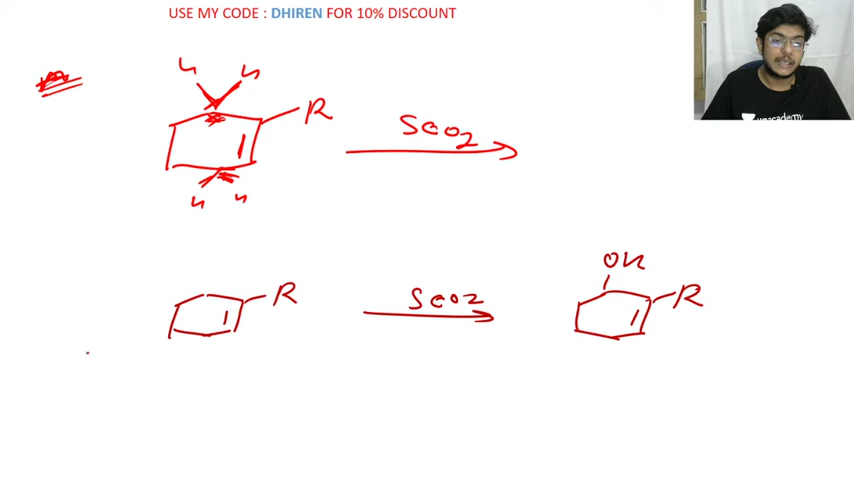 USE MY CODE : DHIREN FOR 10% DISCOUNT
H H
R
SeO2
H H
R
SeO2
OH
R